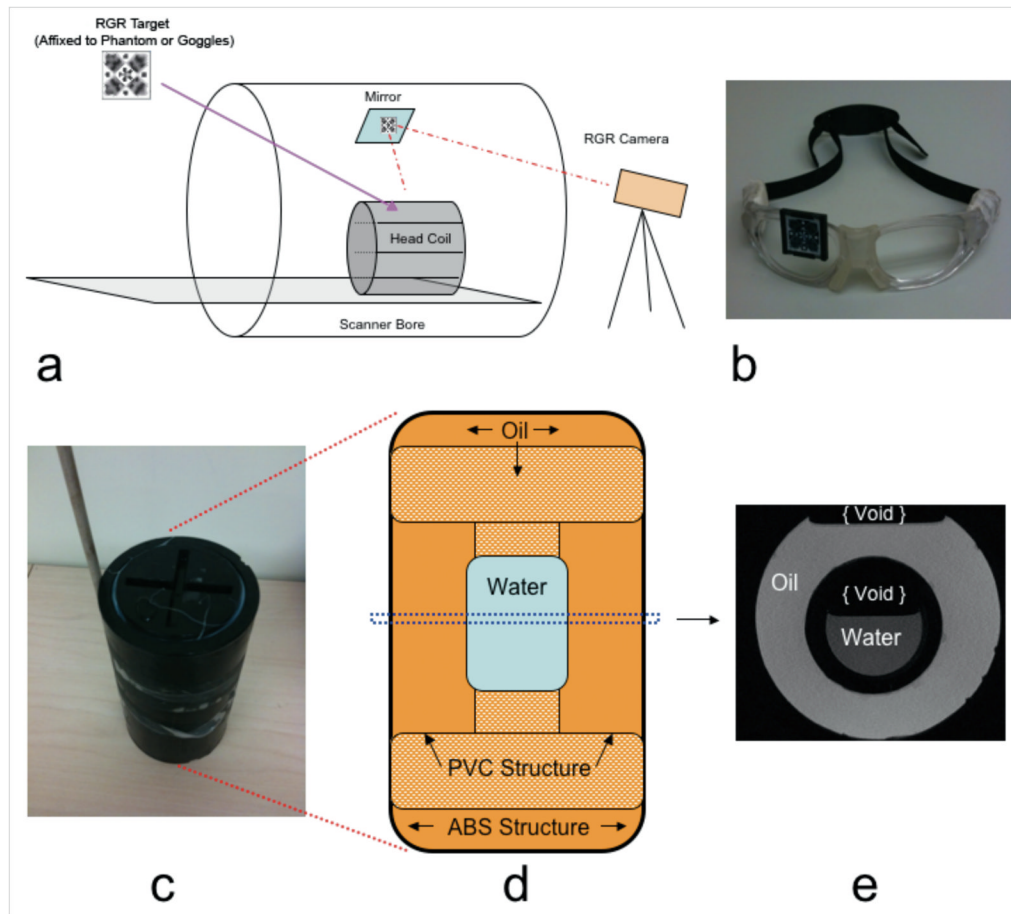 RGR Target
(Affixed to Phantom or Goggles)
Mirror
RGR Camera
Head Coil
Scanner Bore
a
b
Oil
Water
PVC Structure
ABS Structure
{ Void }
Oil
{ Void }
Water
c
d
e